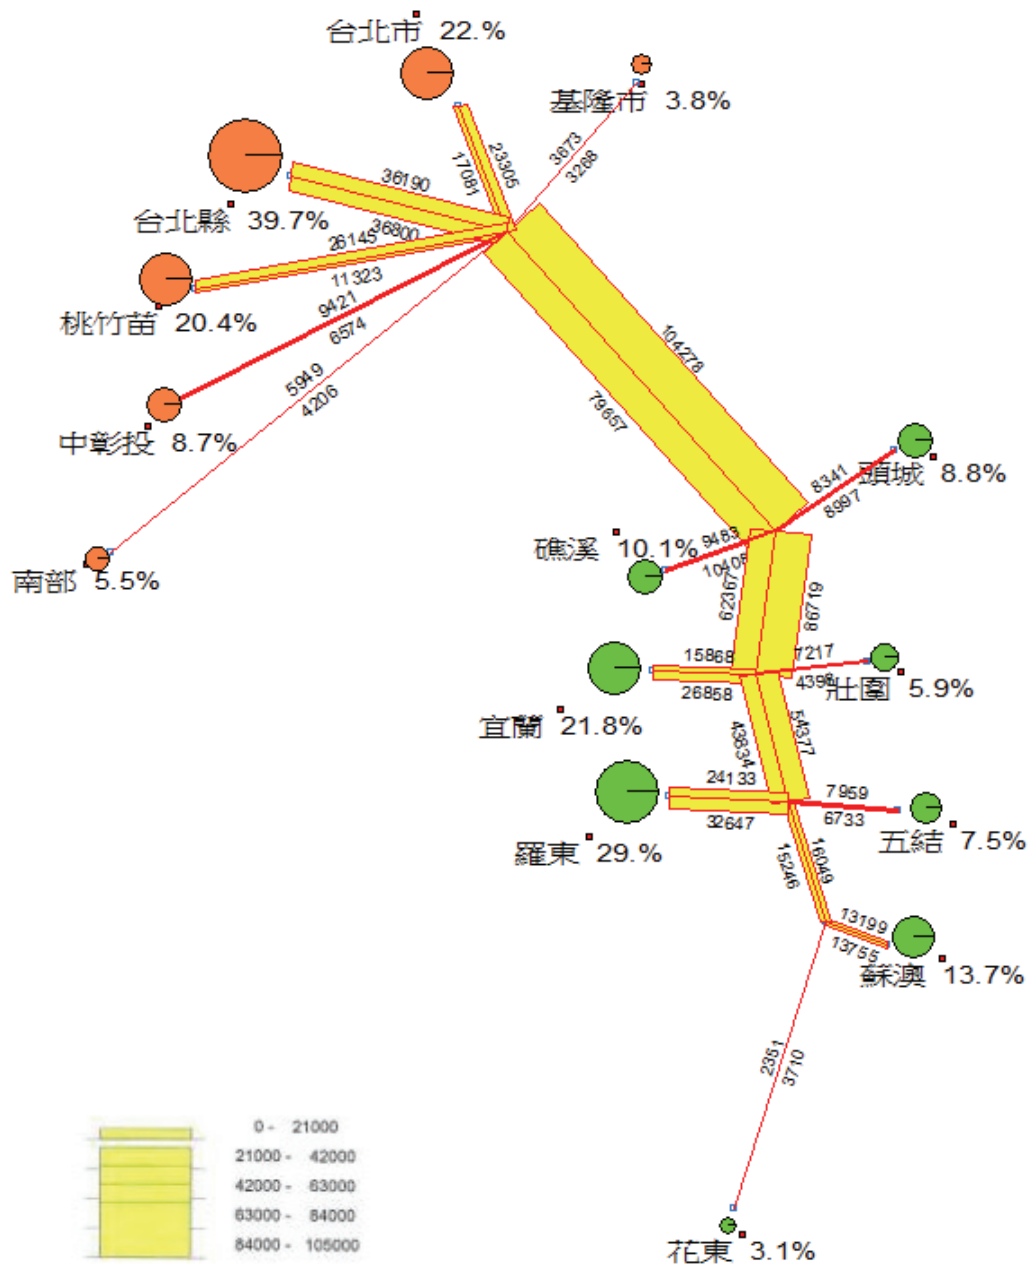 台北市 22.%
基隆市 3.8%
3673
3268
23305
17081
36190
36800
台北縣 39.7%
26145
11323
桃竹苗 20.4%
9421
6574
5949
4206
中彰投 8.7%
南部 5.5%
104278
79657
8341
8997
頭城 8.8%
礁溪 10.1%
9483
10408
62367
86719
15868
26858
7217
4398
壯圍 5.9%
宜蘭 21.8%
43834
54377
24133
32647
7959
6733
五結 7.5%
羅東 29.%
15246
16049
13199
13755
蘇澳 13.7%
2351
3710
花東 3.1%
0 - 21000
21000 - 42000
42000 - 63000
63000 - 84000
84000 - 105000